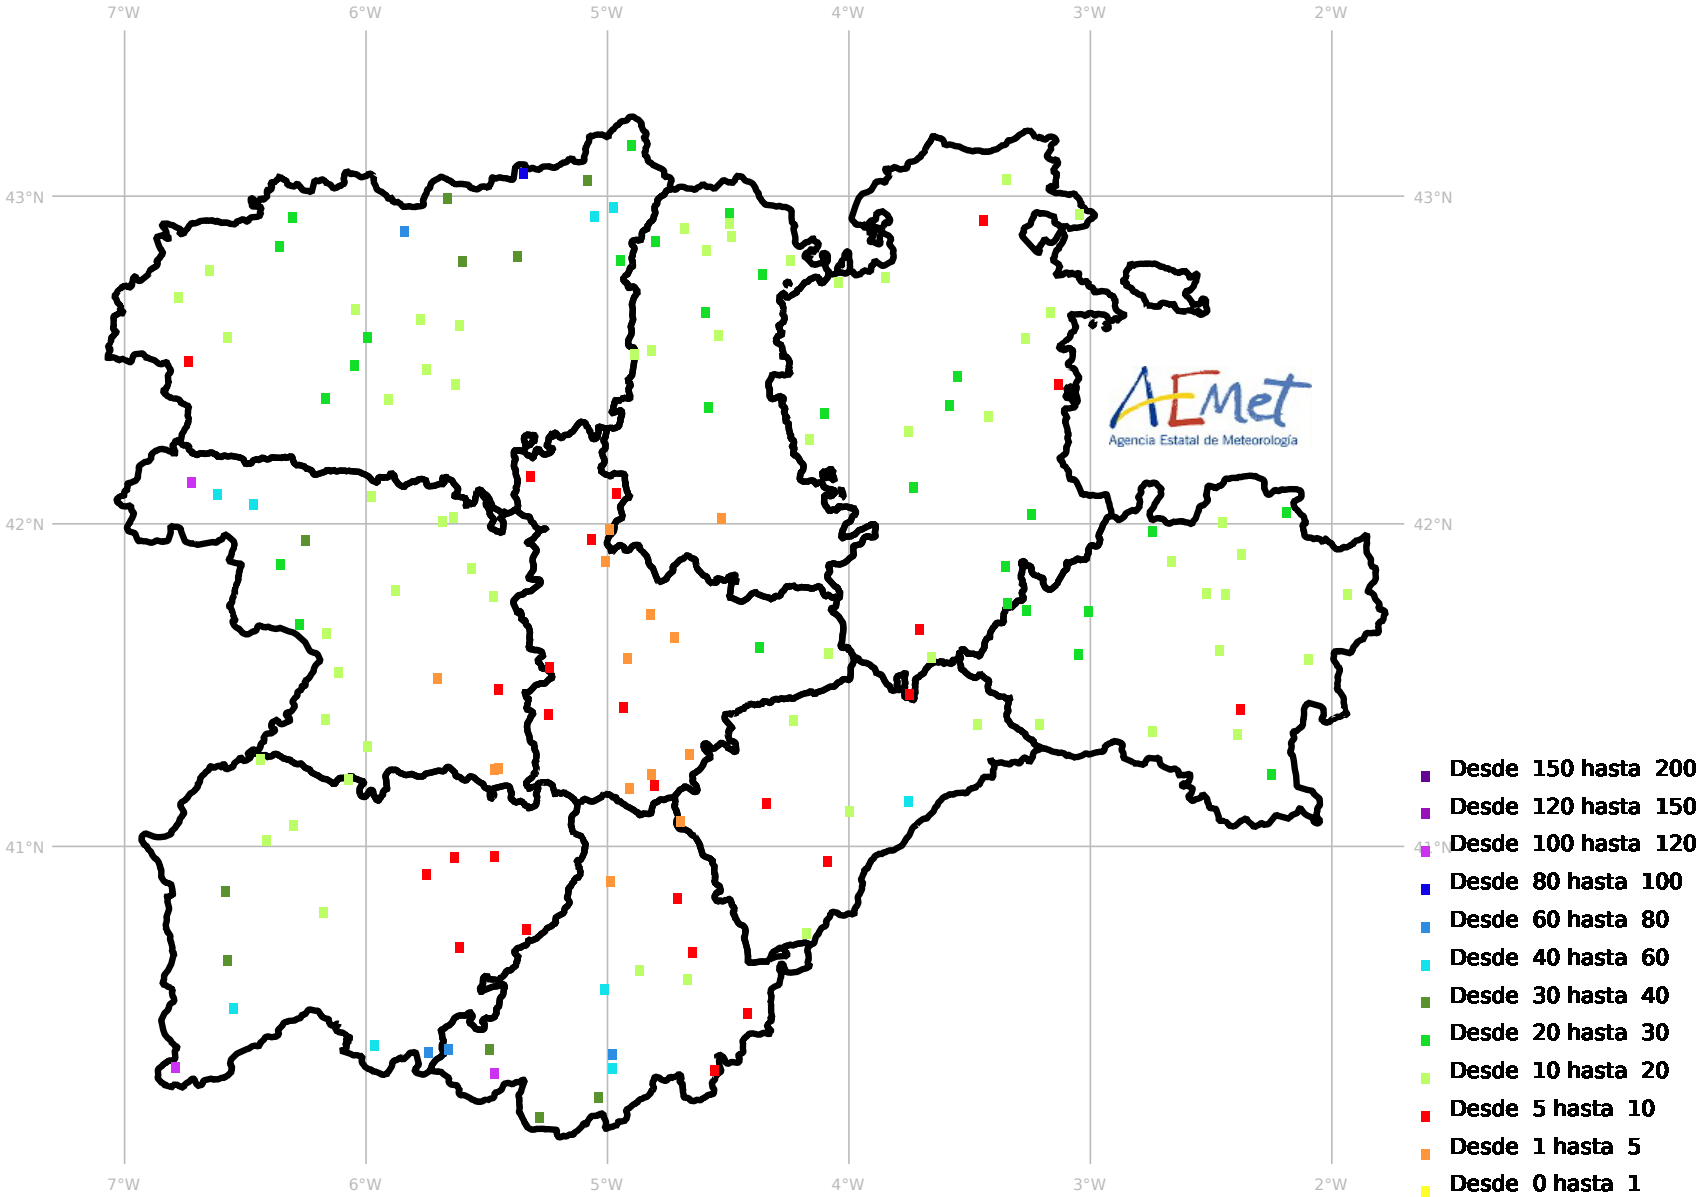 7°W 6°W 5°W 4°W 3°W 2°W
43°N 43°N
AEMet
Agencia Estatal de Meteorología
42°N 42°N
Desde 150 hasta 200
Desde 120 hasta 150
41°N 41°N
Desde 100 hasta 120
Desde 80 hasta 100
Desde 60 hasta 80
Desde 40 hasta 60
Desde 30 hasta 40
Desde 20 hasta 30
Desde 10 hasta 20
Desde 5 hasta 10
Desde 1 hasta 5
Desde 0 hasta 1
7°W 6°W 5°W 4°W 3°W 2°W